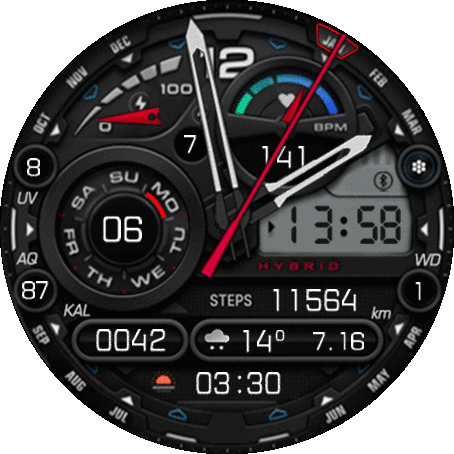 DEC
JAN
NOV
12
FEB
100
OCT
0
BPM
MAR
7
141
8
UV
SU
SA
MO
06
FR
TU
TH
WE
13:58
HYBRID
AQ
WD
87
1
STEPS 11564
KAL
km
SEP
APR
0042
14° 7.16
03:30
AUG
MAY
JUL
JUN